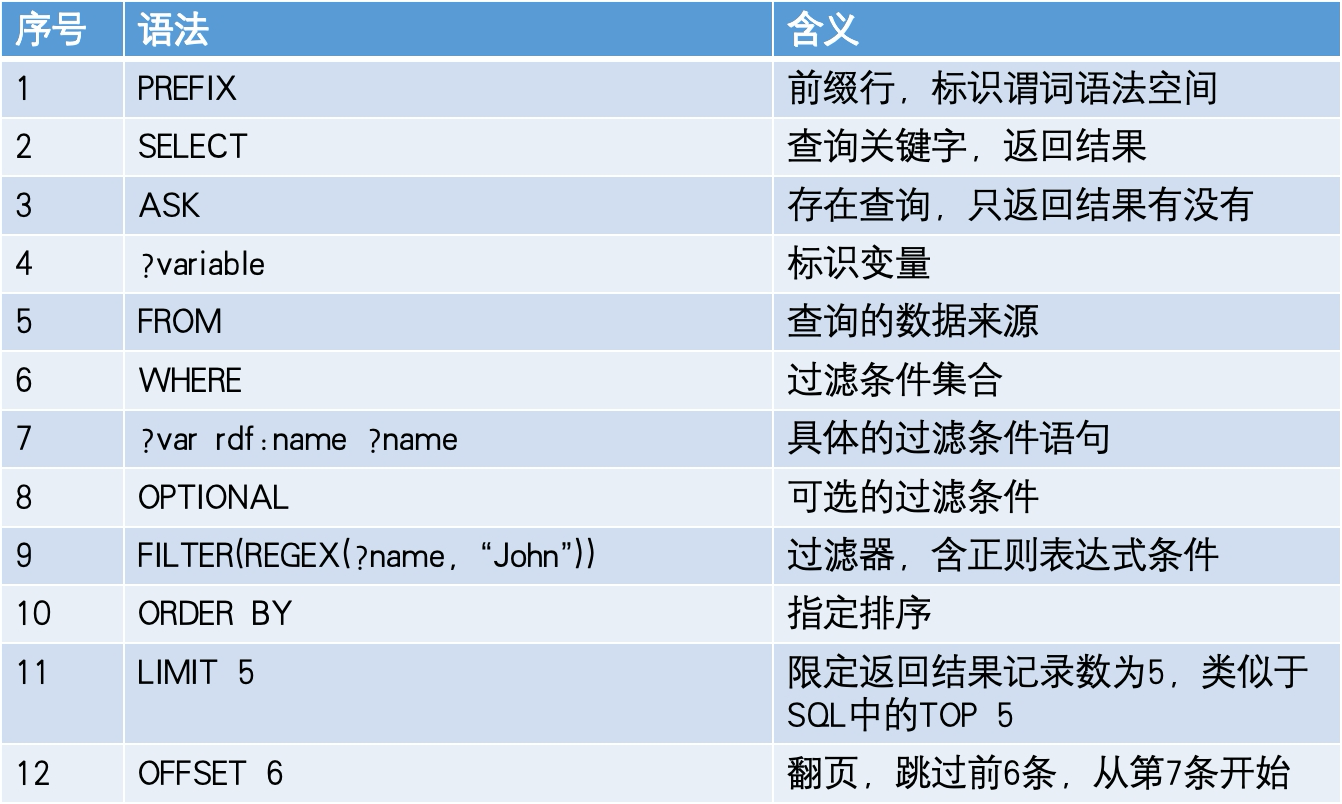 序号 语法 含义
1 PREFIX 前缀行，标识谓词语法空间
2 SELECT 查询关键字，返回结果
3 ASK 存在查询，只返回结果有没有
4 ?variable 标识变量
5 FROM 查询的数据来源
6 WHERE 过滤条件集合
7 ?var rdf:name ?name 具体的过滤条件语句
8 OPTIONAL 可选的过滤条件
9 FILTER(REGEX(?name, “John”)) 过滤器，含正则表达式条件
10 ORDER BY 指定排序
11 LIMIT 5 限定返回结果记录数为5，类似于
SQL中的TOP 5
12 OFFSET 6 翻页，跳过前6条，从第7条开始